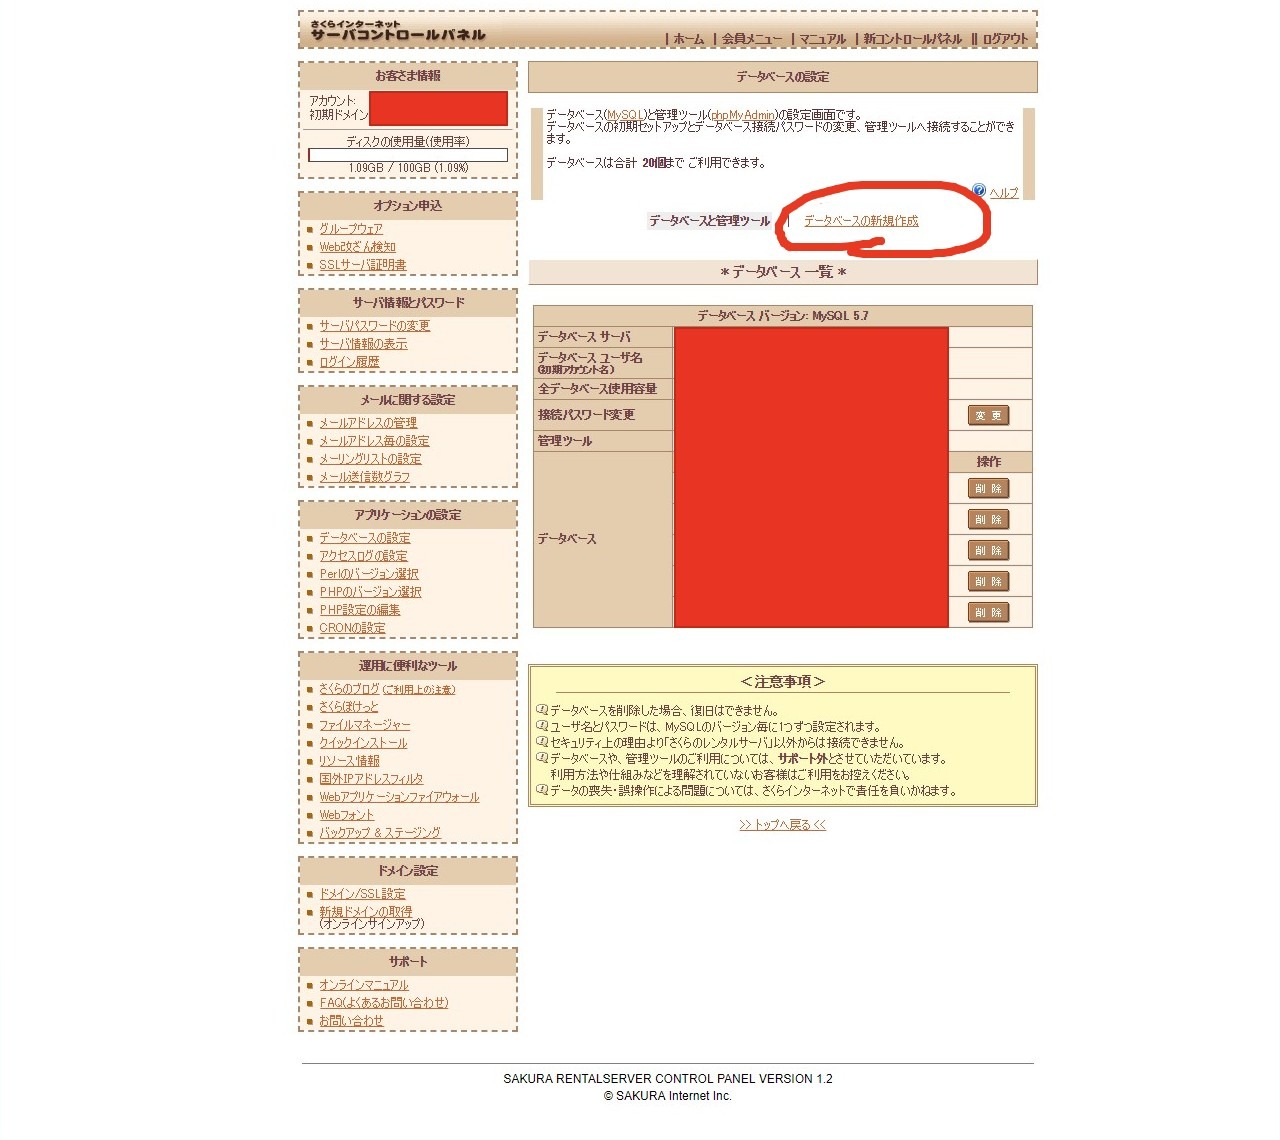 さくらインターネット
サーバコントロールパネル
| ホーム | 会員メニュー | マニュアル | 新コントロールパネル || ログアウト
お客さま情報
アカウント:
初期ドメイン
ディスクの使用量(使用率)
1.09GB / 100GB (1.09%)
オプション申込
グループウェア
Web改ざん検知
SSLサーバ証明書
サーバ情報とパスワード
サーバパスワードの変更
サーバ情報の表示
ログイン履歴
メールに関する設定
メールアドレスの管理
メールアドレス毎の設定
メーリングリストの設定
メール送信数グラフ
アプリケーションの設定
データベースの設定
アクセスログの設定
Perlのバージョン選択
PHPのバージョン選択
PHP設定の編集
CRONの設定
運用に便利なツール
さくらのブログ (ご利用上の注意)
さくらぽけっと
ファイルマネージャー
クイックインストール
リソース情報
国外IPアドレスフィルタ
Webアプリケーションファイアウォール
Webフォント
バックアップ & ステージング
ドメイン設定
ドメイン/SSL設定
新規ドメインの取得
(オンラインサインアップ)
サポート
オンラインマニュアル
FAQ(よくあるお問い合わせ)
お問い合わせ
データベースの設定
データベース(MySQL)と管理ツール(phpMyAdmin)の設定画面です。
データベースの初期セットアップとデータベース接続パスワードの変更、管理ツールへ接続することができ
ます。
データベースは合計 20個まで ご利用できます。
ヘルプ
データベースと管理ツール | データベースの新規作成
＊データベース 一覧＊
データベース バージョン: MySQL 5.7
データベース サーバ
データベース ユーザ名
(初期アカウント名)
全データベース使用容量
接続パスワード変更 変 更
管理ツール
操作
データベース
削 除
削 除
削 除
削 除
削 除
＜注意事項＞
データベースを削除した場合、復旧はできません。
ユーザ名とパスワードは、MySQLのバージョン毎に1つずつ設定されます。
セキュリティ上の理由より「さくらのレンタルサーバ」以外からは接続できません。
データベースや、管理ツールのご利用については、サポート外とさせていただいています。
利用方法や仕組みなどを理解されていないお客様はご利用をお控えください。
データの喪失・誤操作による問題については、さくらインターネットで責任を負いかねます。
>> トップへ戻る <<
SAKURA RENTALSERVER CONTROL PANEL VERSION 1.2
© SAKURA Internet Inc.